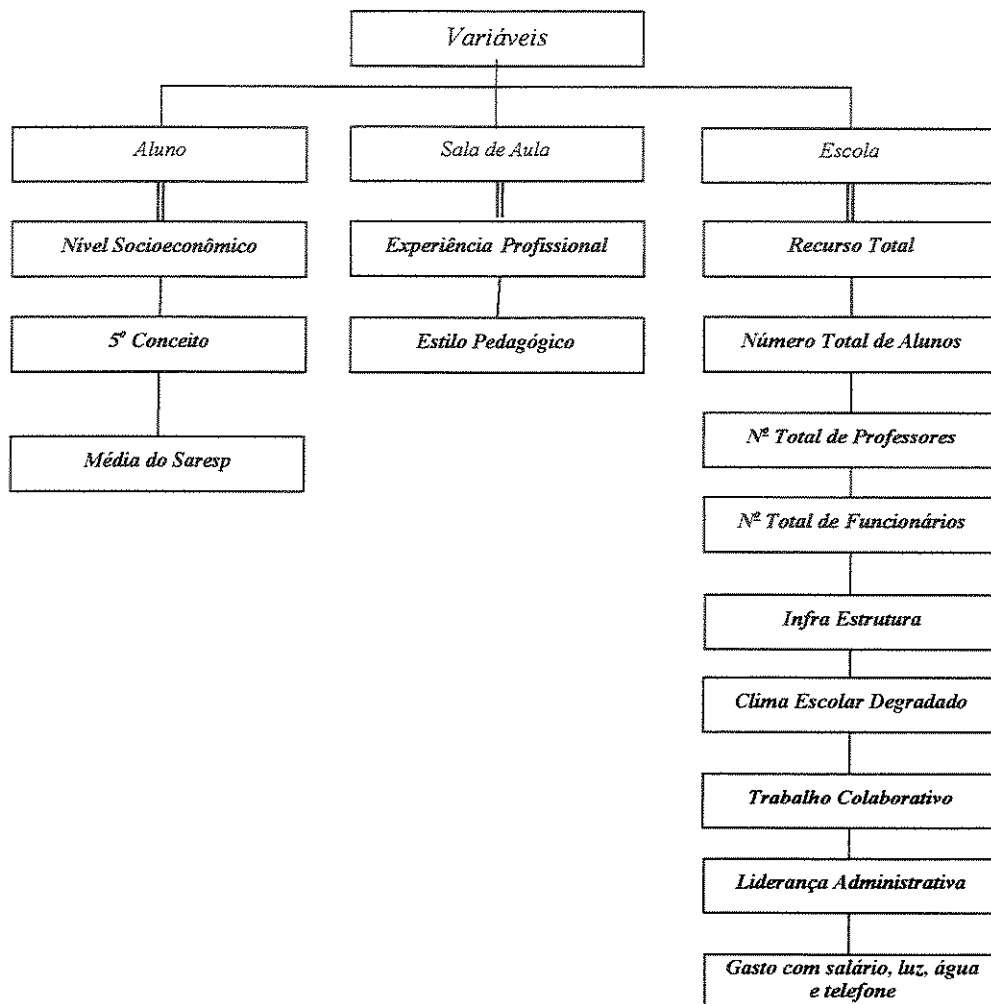 Variáveis
Aluno
Sala de Aula
Escola
Nível Socioeconômico
Experiência Profissional
Recurso Total
5º Conceito
Estilo Pedagógico
Número Total de Alunos
Média do Saresp
Nº Total de Professores
Nº Total de Funcionários
Infra Estrutura
Clima Escolar Degradado
Trabalho Colaborativo
Liderança Administrativa
Gasto com salário, luz, água
e telefone